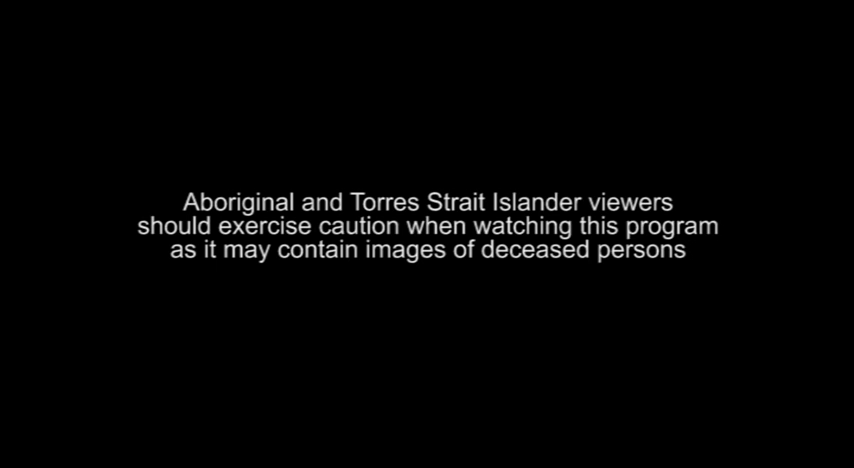 Aboriginal and Torres Strait Islander viewers
should exercise caution when watching this program
as it may contain images of deceased persons